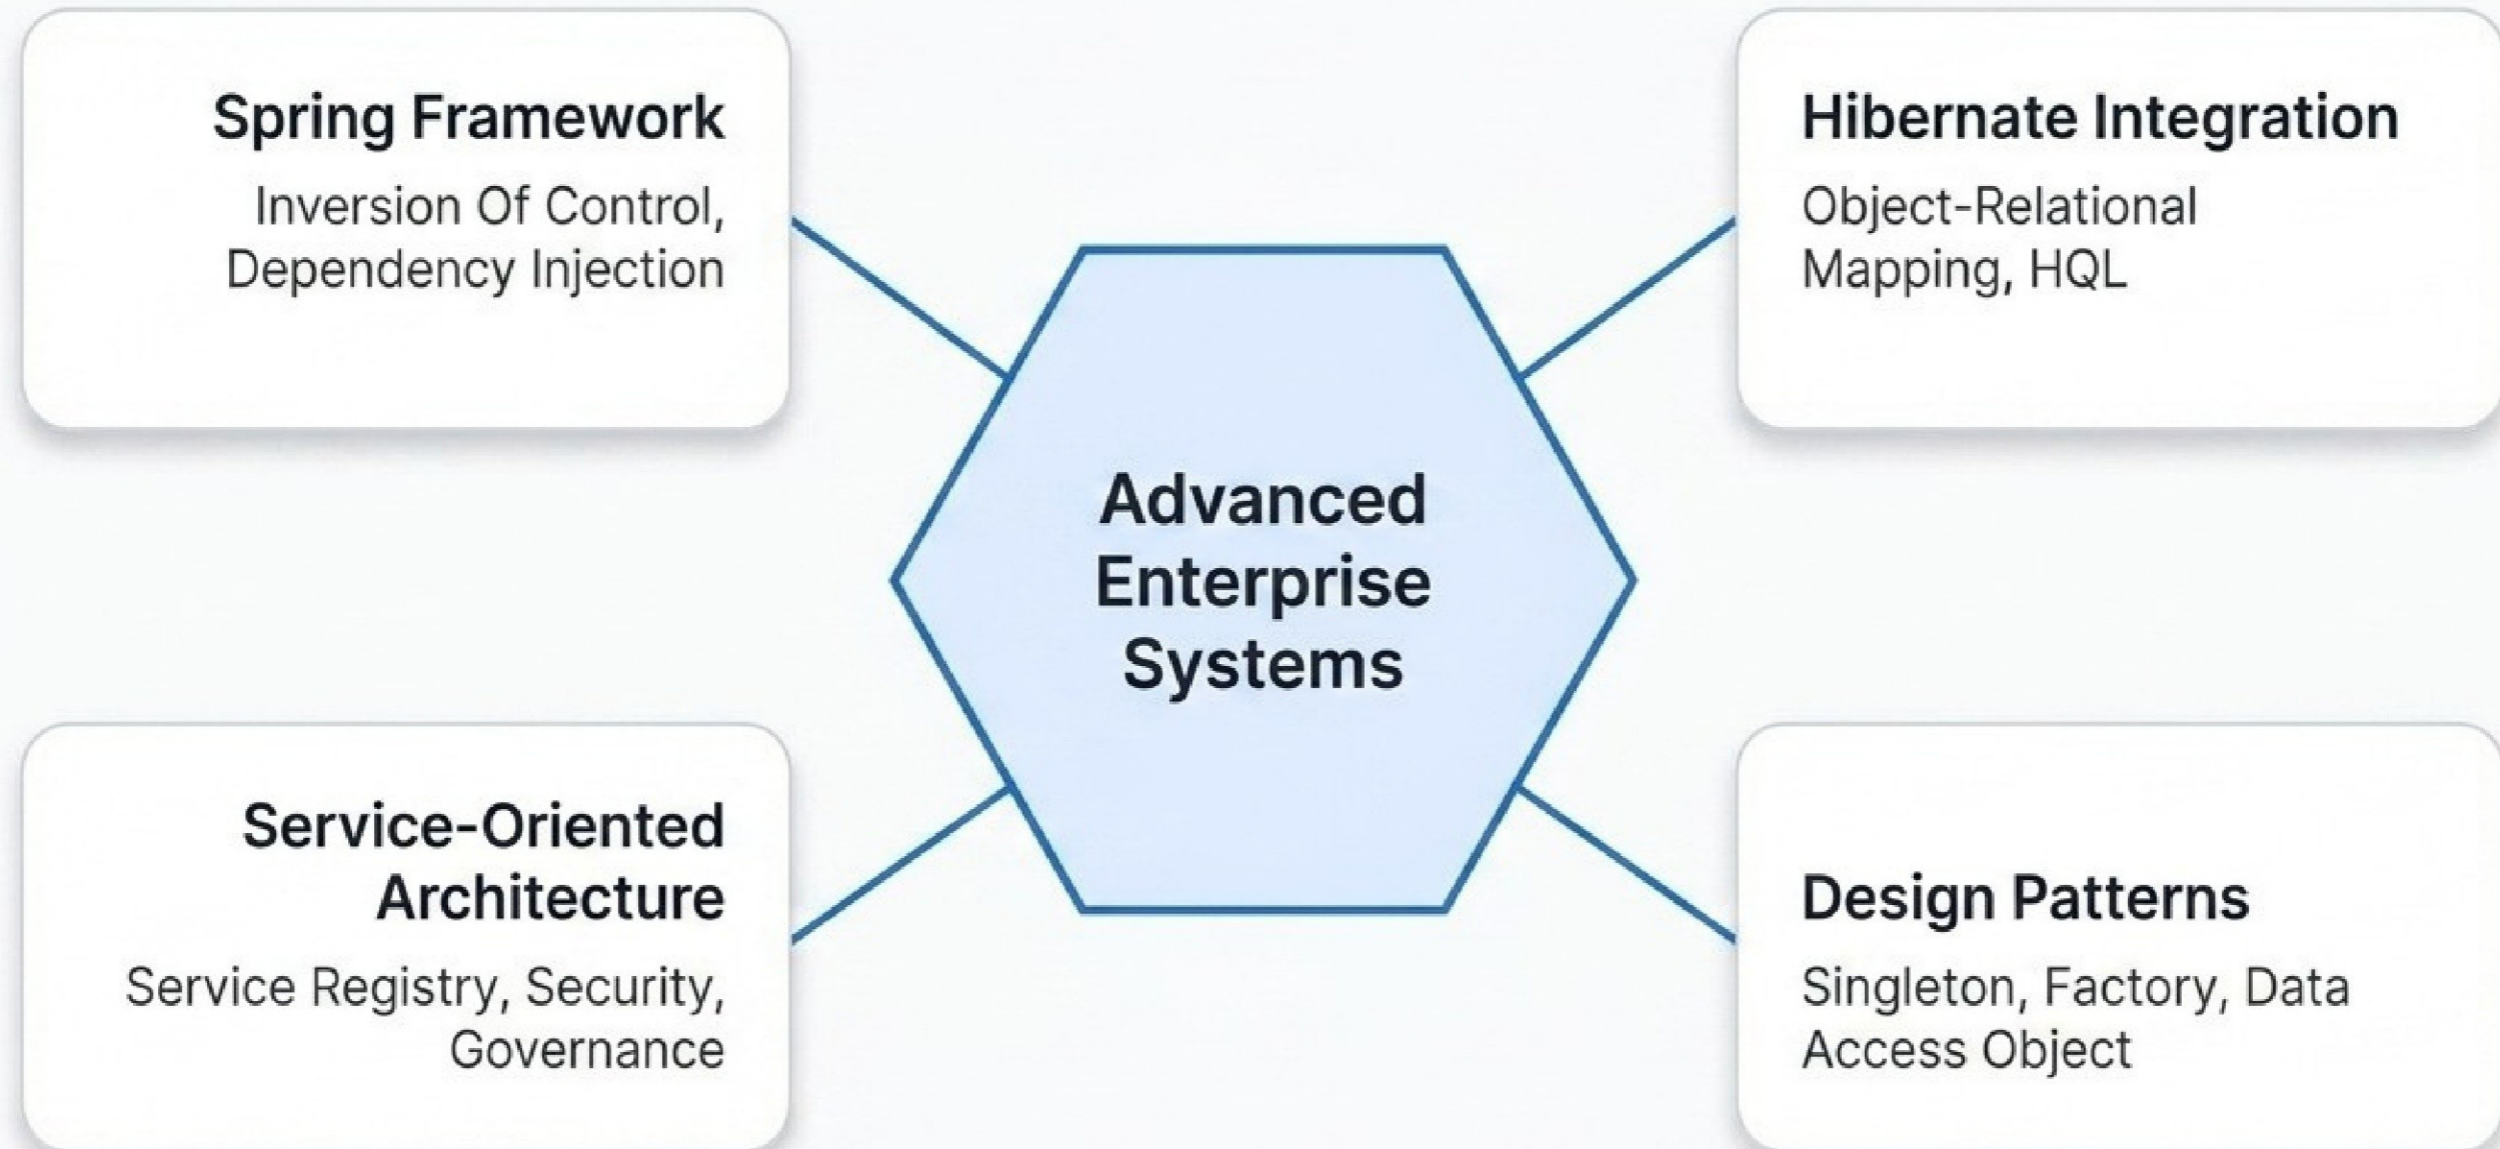 Spring Framework
Inversion Of Control,
Dependency Injection
Hibernate Integration
Object-Relational
Mapping, HQL
Advanced
Enterprise
Systems
Service-Oriented
Architecture
Service Registry, Security,
Governance
Design Patterns
Singleton, Factory, Data
Access Object